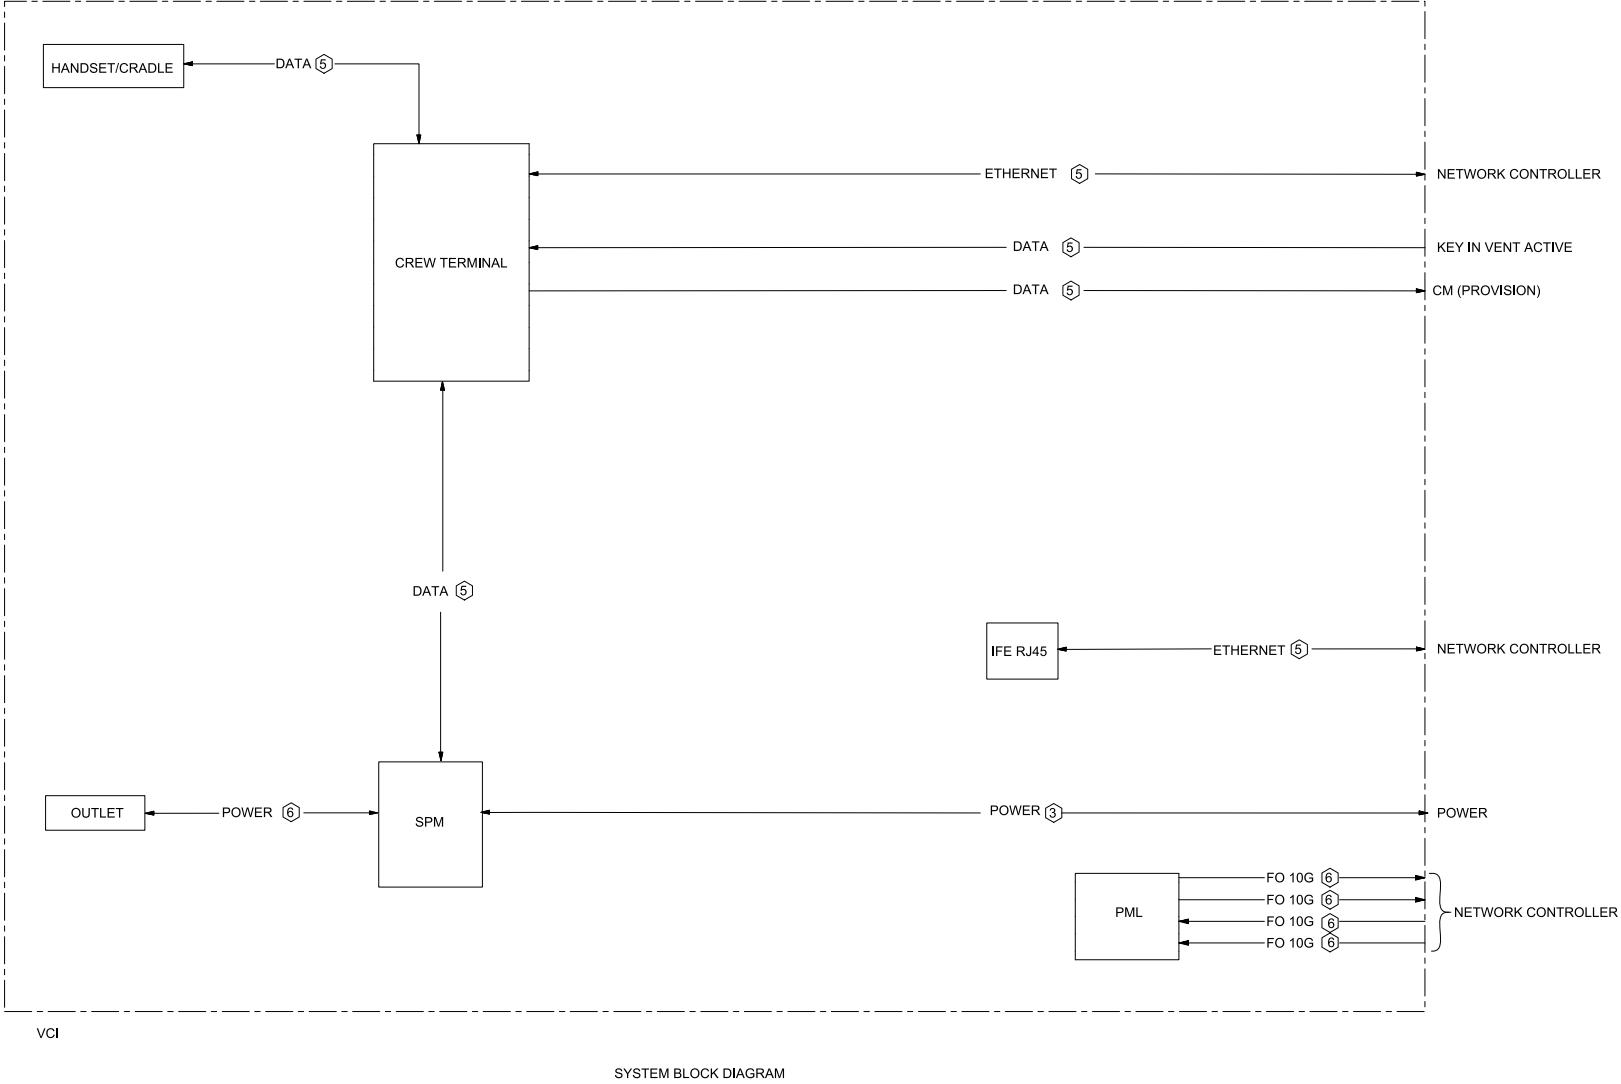 HANDSET/CRADLE
DATA 5
ETHERNET 5
NETWORK CONTROLLER
DATA 5
KEY IN VENT ACTIVE
CREW TERMINAL
DATA 5
CM (PROVISION)
DATA 5
IFE RJ45
ETHERNET 5
NETWORK CONTROLLER
OUTLET
POWER 6
SPM
POWER 3
POWER
PML
FO 10G 6
FO 10G 6
FO 10G 6
FO 10G 6
NETWORK CONTROLLER
VCI
SYSTEM BLOCK DIAGRAM